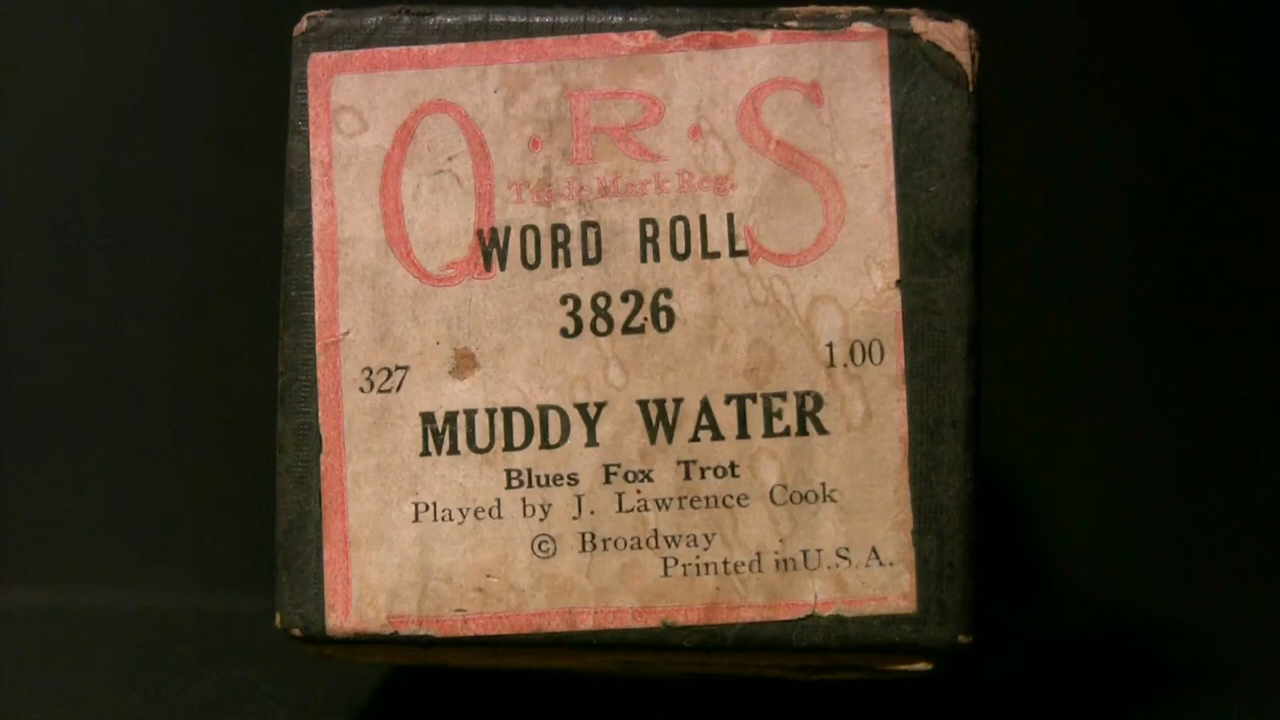 Q·R·S
Trade Mark Reg.
WORD ROLL
3826
327
1.00
MUDDY WATER
Blues Fox Trot
Played by J. Lawrence Cook
© Broadway
Printed in U.S.A.